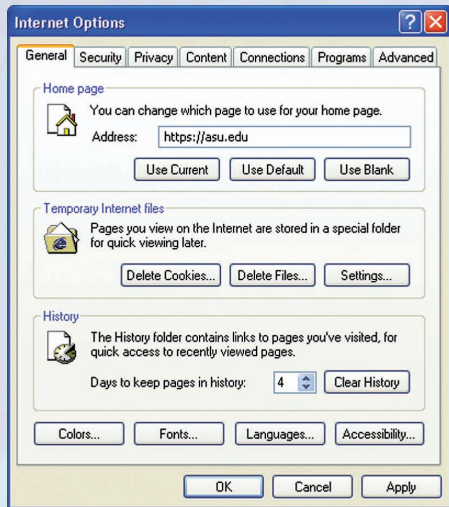 Internet Options
General Security Privacy Content Connections Programs Advanced
Home page
You can change which page to use for your home page.
Address: https://asu.edu
Use Current Use Default Use Blank
Temporary Internet files
Pages you view on the Internet are stored in a special folder
for quick viewing later.
Delete Cookies... Delete Files... Settings...
History
The History folder contains links to pages you've visited, for
quick access to recently viewed pages.
Days to keep pages in history: 4 Clear History
Colors... Fonts... Languages... Accessibility...
OK Cancel Apply